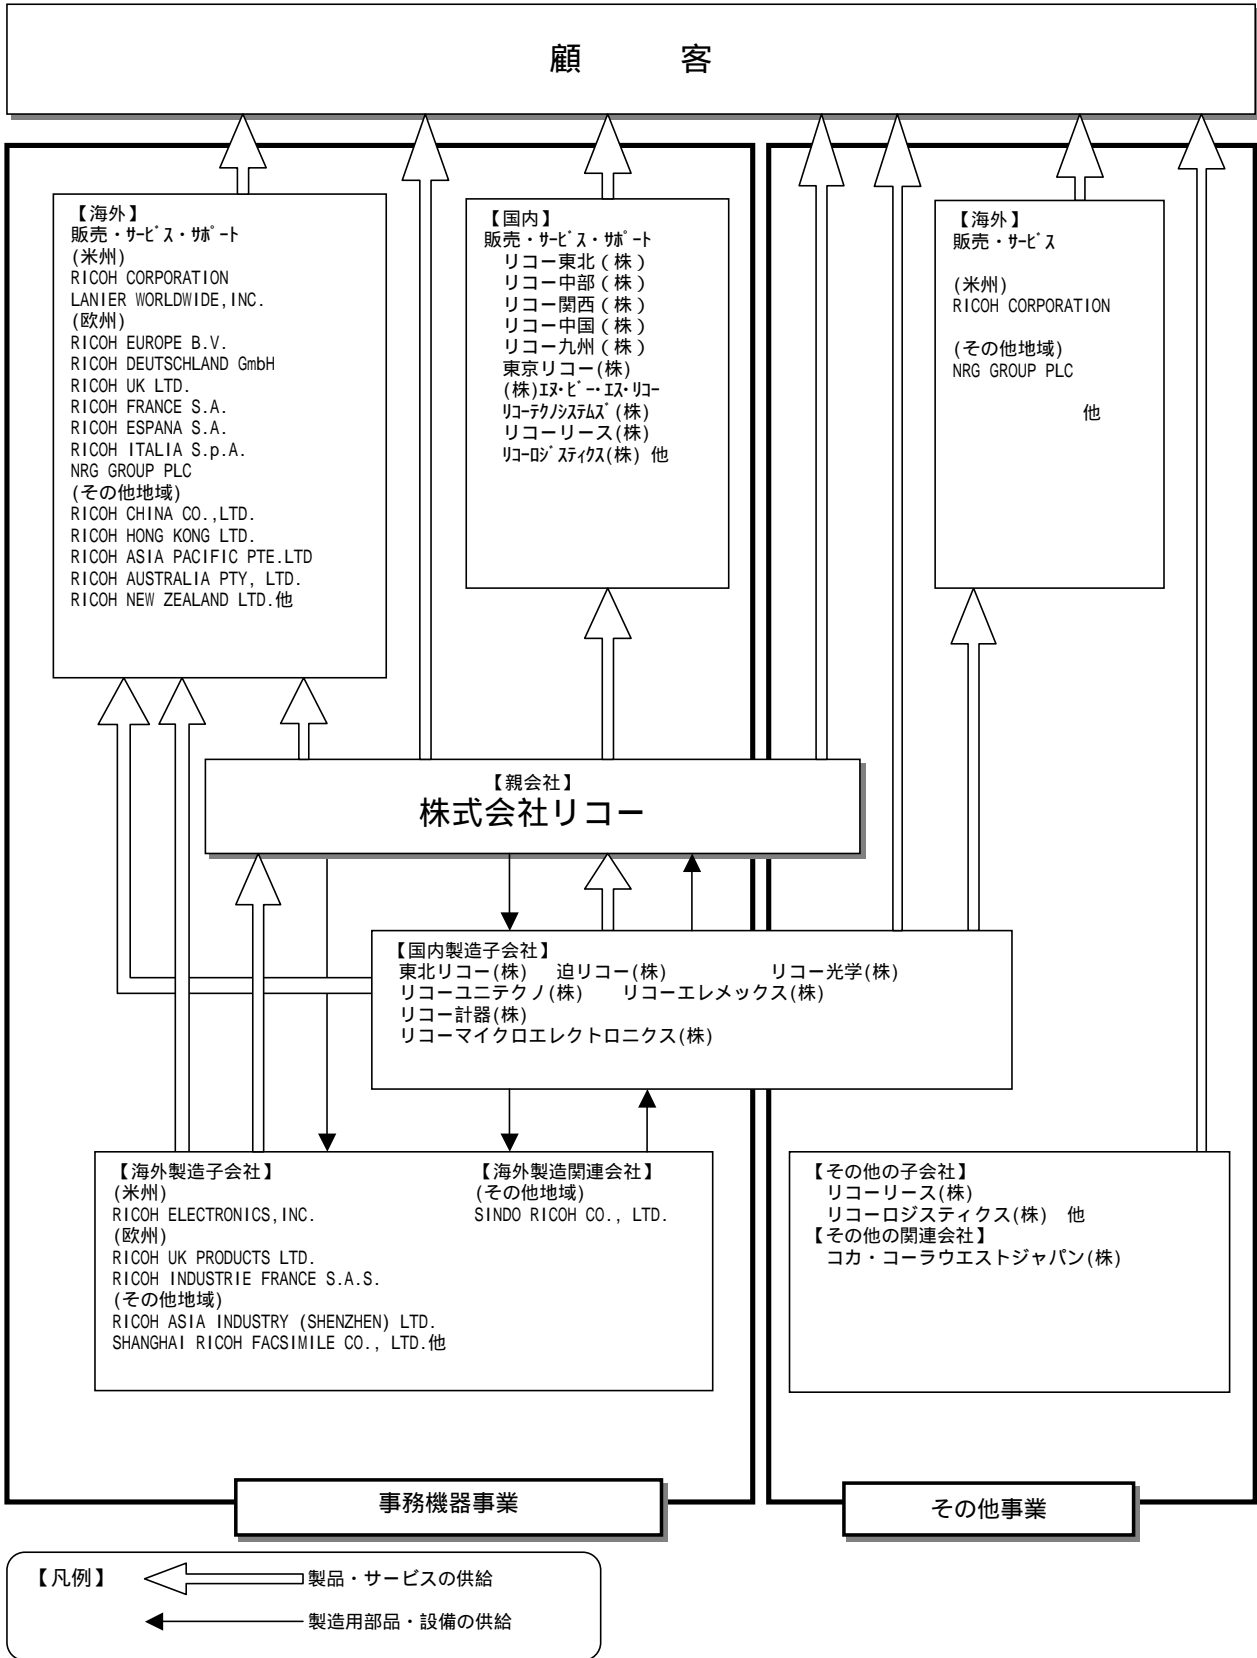 顧　　客
【海外】
販売・サービス・サポート
(米州)
RICOH CORPORATION
LANIER WORLDWIDE,INC.
(欧州)
RICOH EUROPE B.V.
RICOH DEUTSCHLAND GmbH
RICOH UK LTD.
RICOH FRANCE S.A.
RICOH ESPANA S.A.
RICOH ITALIA S.p.A.
NRG GROUP PLC
(その他地域)
RICOH CHINA CO.,LTD.
RICOH HONG KONG LTD.
RICOH ASIA PACIFIC PTE.LTD
RICOH AUSTRALIA PTY, LTD.
RICOH NEW ZEALAND LTD.他
【国内】
販売・サービス・サポート
リコー東北(株)
リコー中部(株)
リコー関西(株)
リコー中国(株)
リコー九州(株)
東京リコー(株)
(株)エヌ・ビー・エス・リコー
リコーテクノシステムズ(株)
リコーリース(株)
リコーロジスティクス(株) 他
【海外】
販売・サービス
(米州)
RICOH CORPORATION
(その他地域)
NRG GROUP PLC
他
【親会社】
株式会社リコー
【国内製造子会社】
東北リコー(株)　迫リコー(株)　リコー光学(株)
リコーユニテクノ(株)　リコーエレメックス(株)
リコー計器(株)
リコーマイクロエレクトロニクス(株)
【海外製造子会社】
(米州)
RICOH ELECTRONICS,INC.
(欧州)
RICOH UK PRODUCTS LTD.
RICOH INDUSTRIE FRANCE S.A.S.
(その他地域)
RICOH ASIA INDUSTRY (SHENZHEN) LTD.
SHANGHAI RICOH FACSIMILE CO., LTD.他
【海外製造関連会社】
(その他地域)
SINDO RICOH CO., LTD.
【その他の子会社】
リコーリース(株)
リコーロジスティクス(株)　他
【その他の関連会社】
コカ・コーラウエストジャパン(株)
事務機器事業
その他事業
【凡例】
製品・サービスの供給
製造用部品・設備の供給